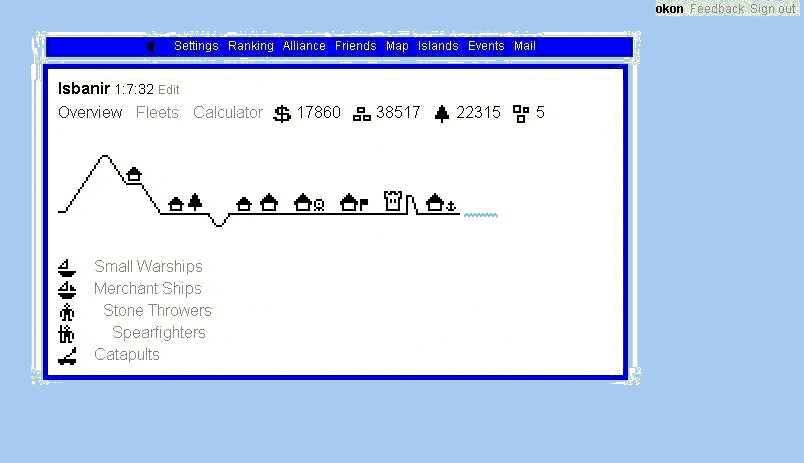 okon Feedback Sign out
Settings Ranking Alliance Friends Map Islands Events Mail
Isbanir 1:7:32 Edit
Overview Fleets Calculator $ 17860 38517 22315 5
Small Warships
Merchant Ships
Stone Throwers
Spearfighters
Catapults